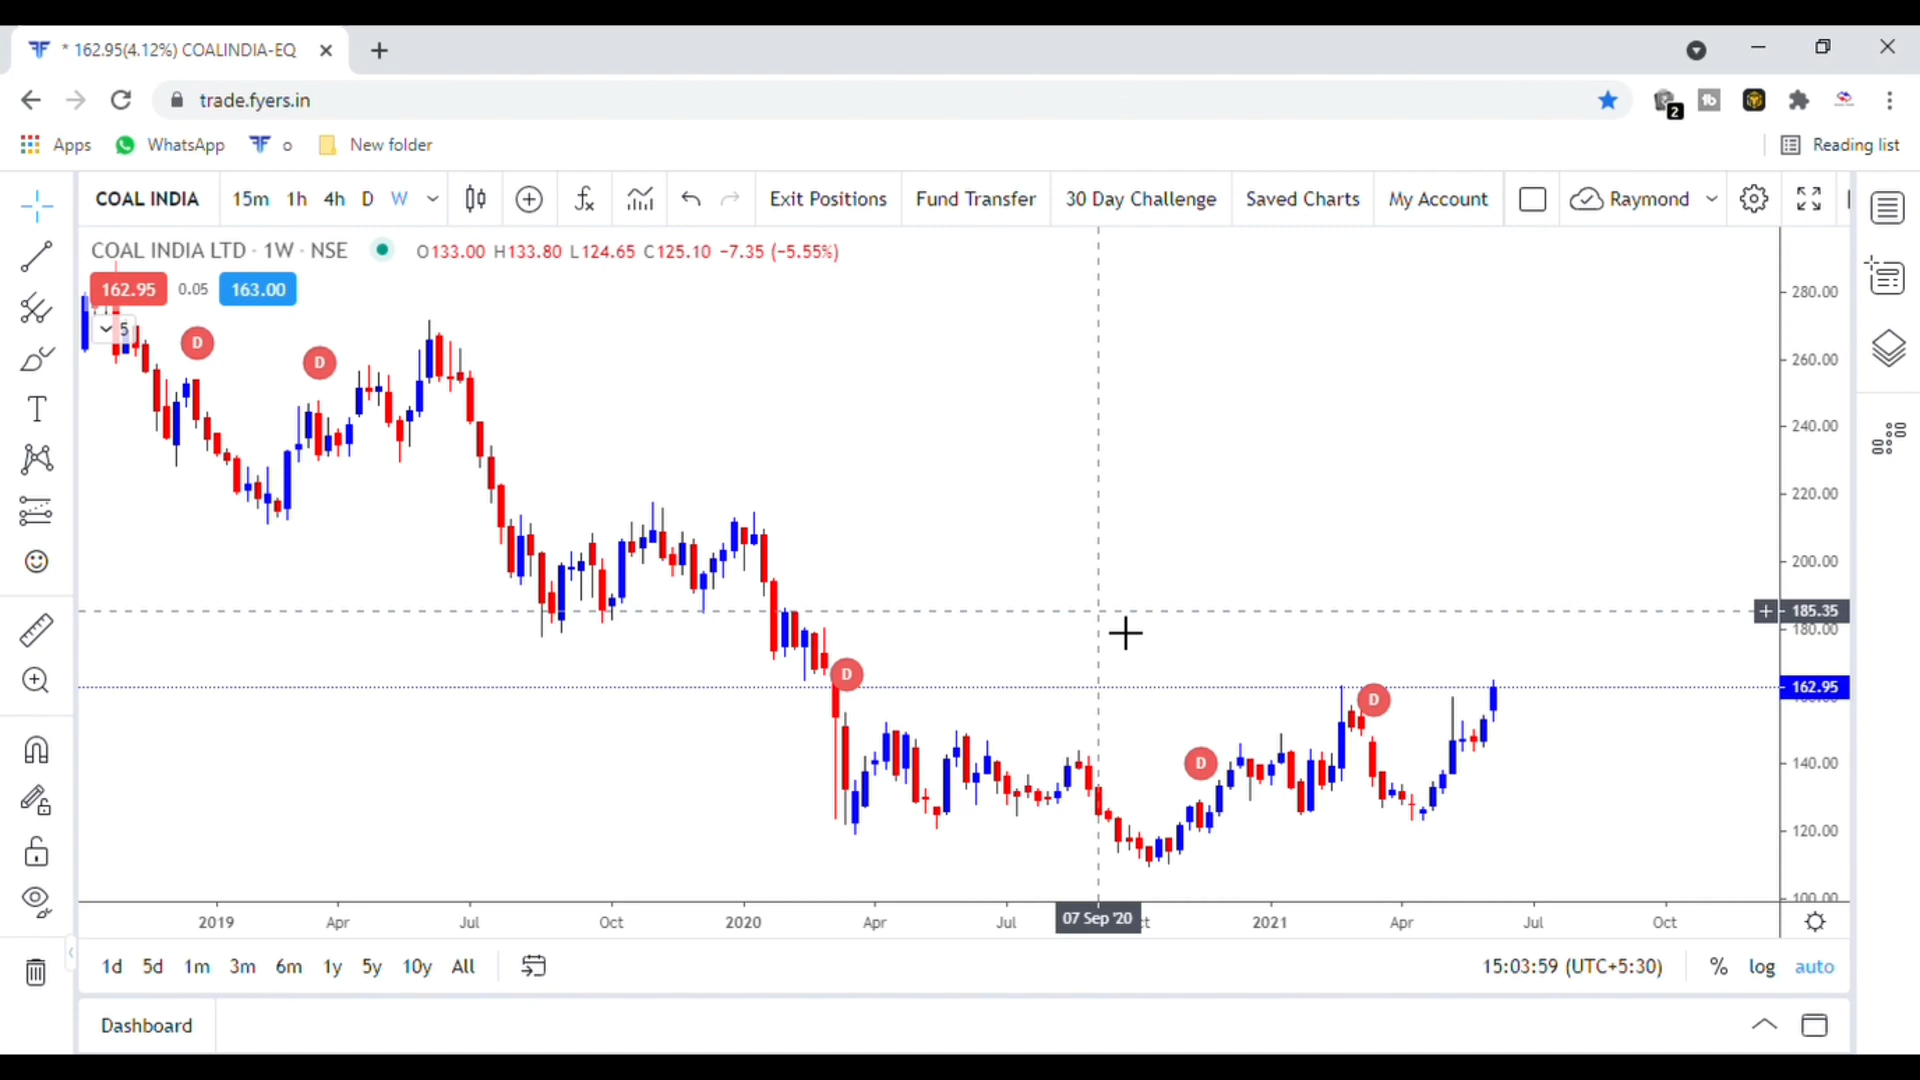 * 162.95(4.12%) COALINDIA-EQ
trade.fyers.in
2
Apps WhatsApp o New folder Reading list
COAL INDIA 15m 1h 4h D W Exit Positions Fund Transfer 30 Day Challenge Saved Charts My Account Raymond
COAL INDIA LTD · 1W · NSE O133.00 H133.80 L124.65 C125.10 −7.35 (−5.55%)
162.95 0.05 163.00
5
D
D
D
D
D
280.00
260.00
240.00
220.00
200.00
185.35
180.00
162.95
140.00
120.00
100.00
2019 Apr Jul Oct 2020 Apr Jul 07 Sep '20 2021 Apr Jul Oct
1d 5d 1m 3m 6m 1y 5y 10y All 15:03:59 (UTC+5:30) % log auto
Dashboard